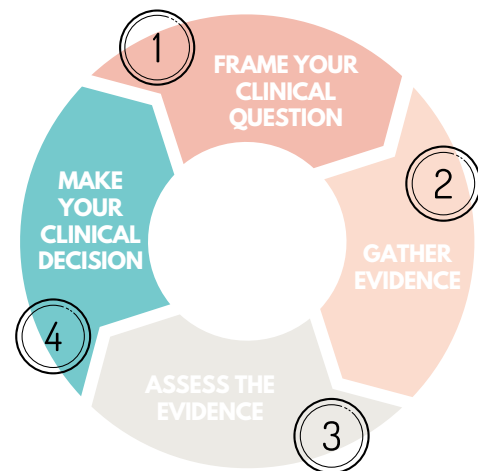 1
FRAME YOUR
CLINICAL
QUESTION
2
GATHER
EVIDENCE
3
ASSESS THE
EVIDENCE
4
MAKE
YOUR
CLINICAL
DECISION